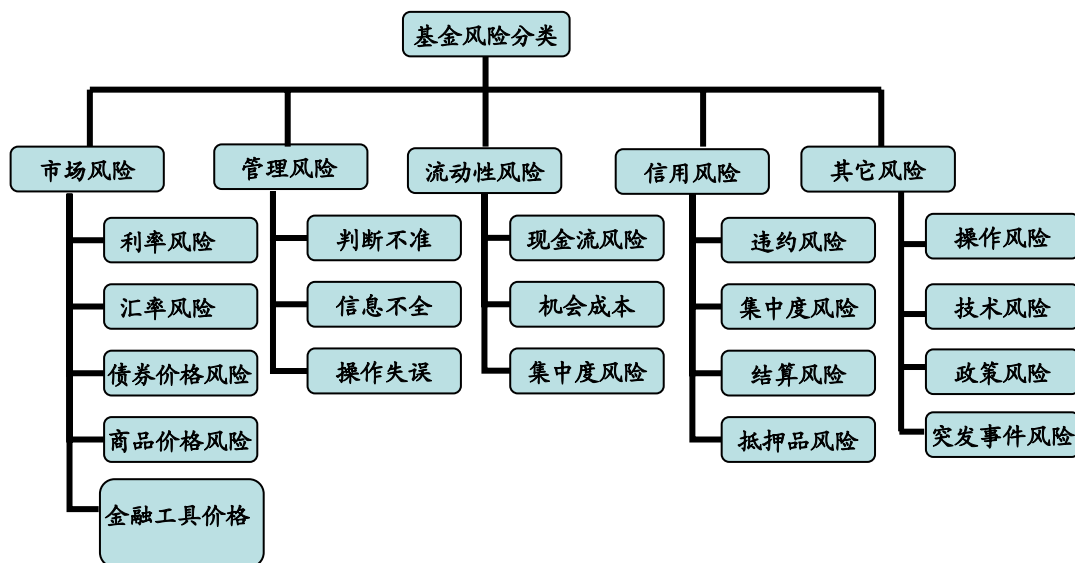 基金风险分类
市场风险
管理风险
流动性风险
信用风险
其它风险
利率风险
汇率风险
债券价格风险
商品价格风险
金融工具价格
判断不准
信息不全
操作失误
现金流风险
机会成本
集中度风险
违约风险
集中度风险
结算风险
抵押品风险
操作风险
技术风险
政策风险
突发事件风险